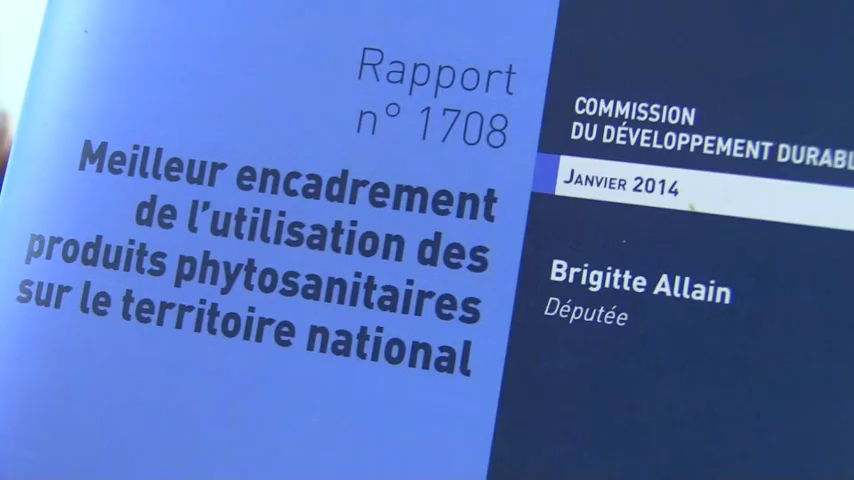 Rapport
n° 1708
Meilleur encadrement
de l'utilisation des
produits phytosanitaires
sur le territoire national
COMMISSION
DU DÉVELOPPEMENT DURABL
JANVIER 2014
Brigitte Allain
Députée